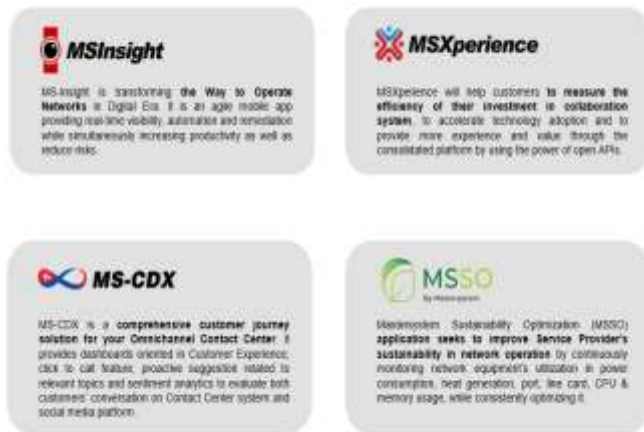 MSInsight
MS-Insight is transforming the Way to Operate
Networks in Digital Era. It is an agile mobile app
providing real-time visibility, automation and remediation
while simultaneously increasing productivity as well as
reduce risks.
MSXperience
MSXperience will help customers to measure the
efficiency of their investment in collaboration
system, to accelerate technology adoption and to
provide more experience and value through the
consolidated platform by using the power of open APIs.
MS-CDX
MS-CDX is a comprehensive customer journey
solution for your Omnichannel Contact Center. It
provides dashboards oriented in Customer Experience,
click to call feature, proactive suggestion related to
relevant topics and sentiment analytics to evaluate both
customers' conversation on Contact Center system and
social media platform.
MSSO
by Mastersystem
Mastersystem Sustainability Optimization (MSSO)
application seeks to improve Service Provider's
sustainability in network operation by continuously
monitoring network equipment's utilization in power
consumption, heat generation, port, line card, CPU &
memory usage, while consistently optimizing it.